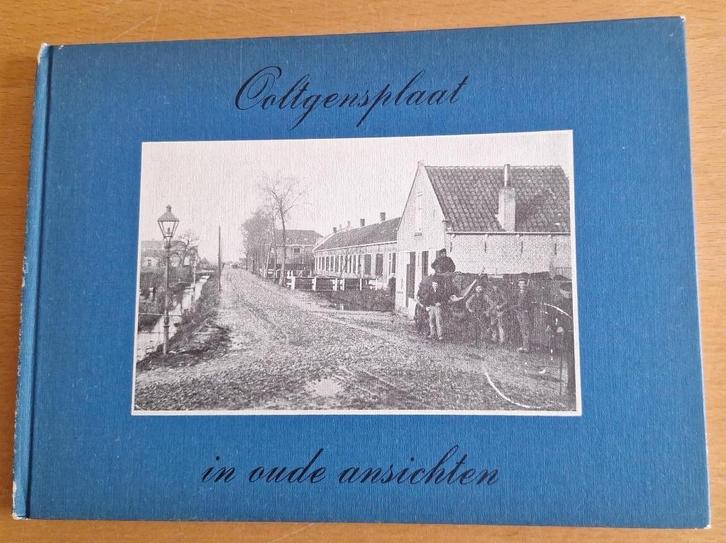 Ooltgensplaat
in oude ansichten